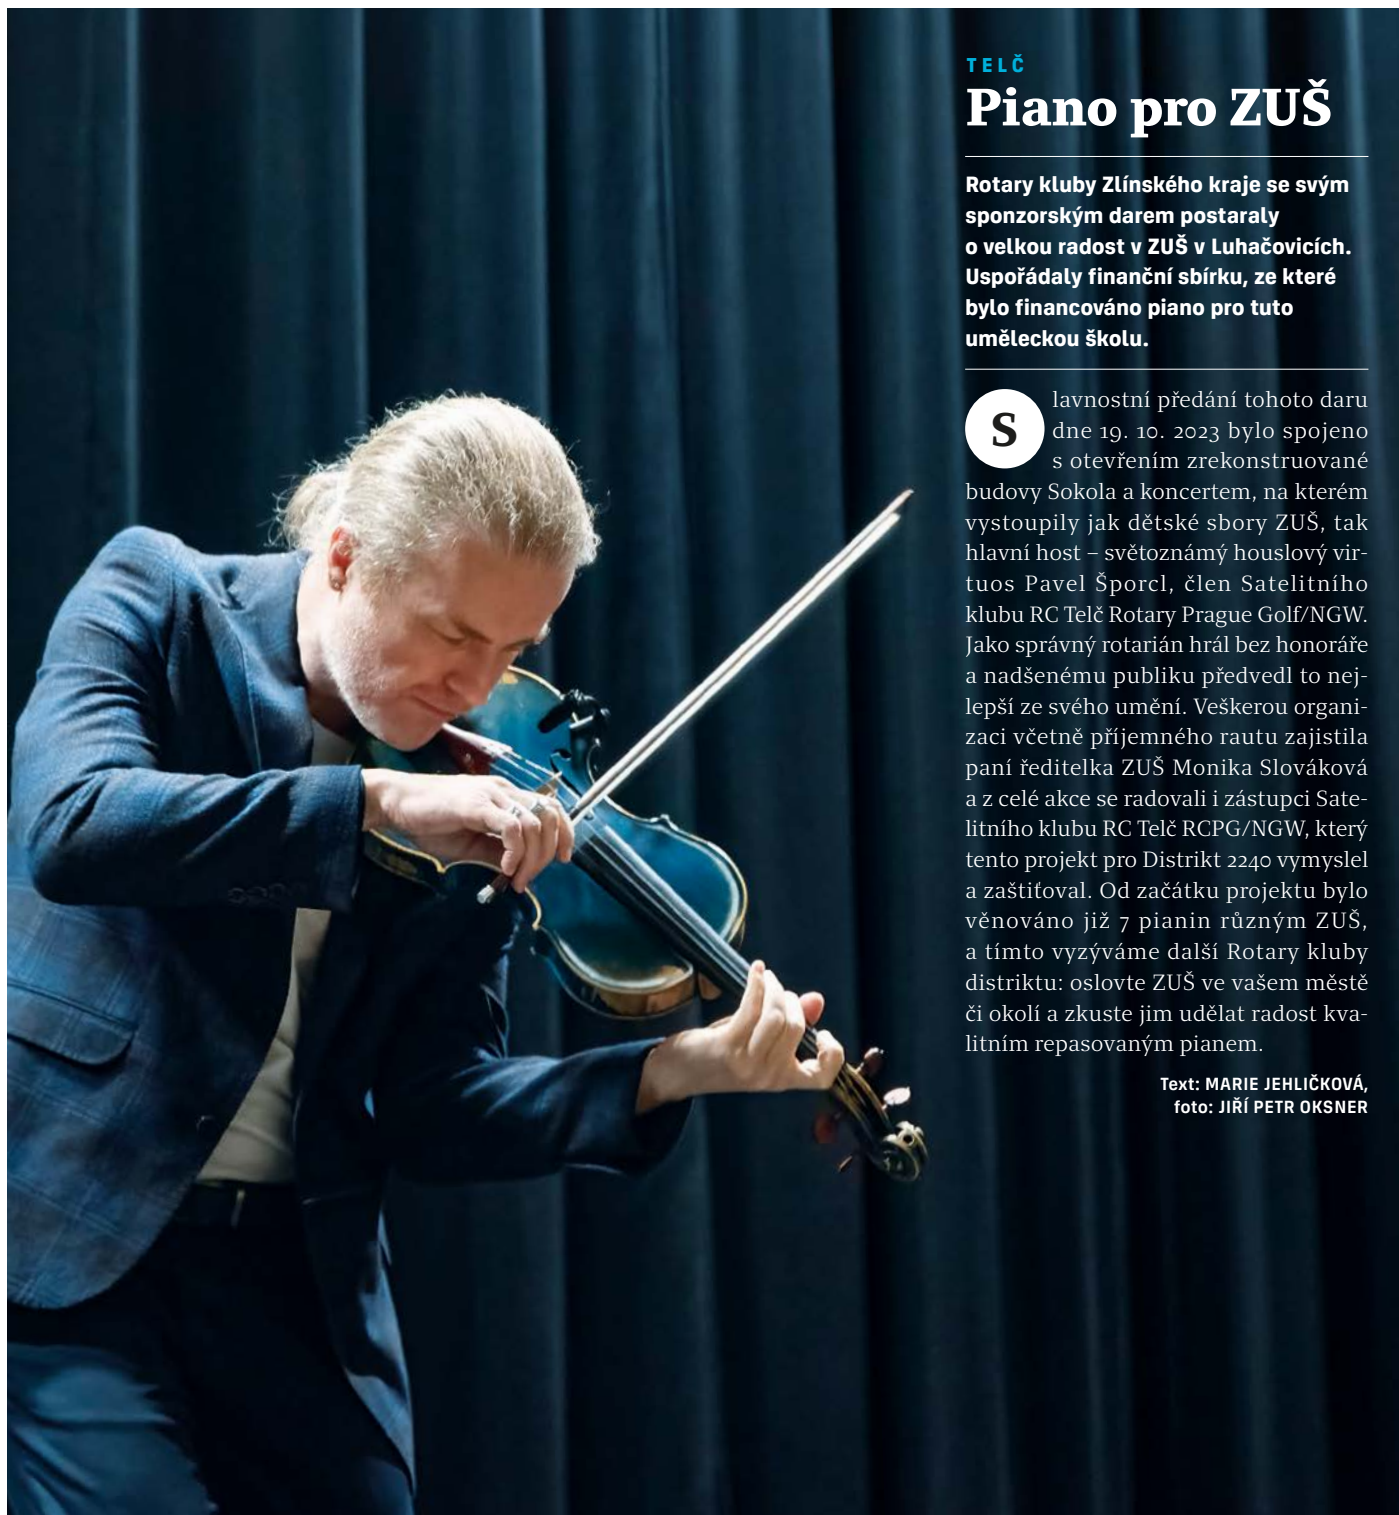 TELČ
Piano pro ZUŠ
Rotary kluby Zlínského kraje se svým
sponzorským darem postaraly
o velkou radost v ZUŠ v Luhačovicích.
Uspořádaly finanční sbírku, ze které
bylo financováno piano pro tuto
uměleckou školu.
Slavnostní předání tohoto daru
dne 19. 10. 2023 bylo spojeno
s otevřením zrekonstruované
budovy Sokola a koncertem, na kterém
vystoupily jak dětské sbory ZUŠ, tak
hlavní host – světoznámý houslový vir-
tuos Pavel Šporcl, člen Satelitního
klubu RC Telč Rotary Prague Golf/NGW.
Jako správný rotarián hrál bez honoráře
a nadšenému publiku předvedl to nej-
lepší ze svého umění. Veškerou organi-
zaci včetně příjemného rautu zajistila
paní ředitelka ZUŠ Monika Slováková
a z celé akce se radovali i zástupci Sate-
litního klubu RC Telč RCPG/NGW, který
tento projekt pro Distrikt 2240 vymyslel
a zaštiťoval. Od začátku projektu bylo
věnováno již 7 pianin různým ZUŠ,
a tímto vyzýváme další Rotary kluby
distriktu: oslovte ZUŠ ve vašem městě
či okolí a zkuste jim udělat radost kva-
litním repasovaným pianem.
Text: MARIE JEHLIČKOVÁ,
foto: JIŘÍ PETR OKSNER